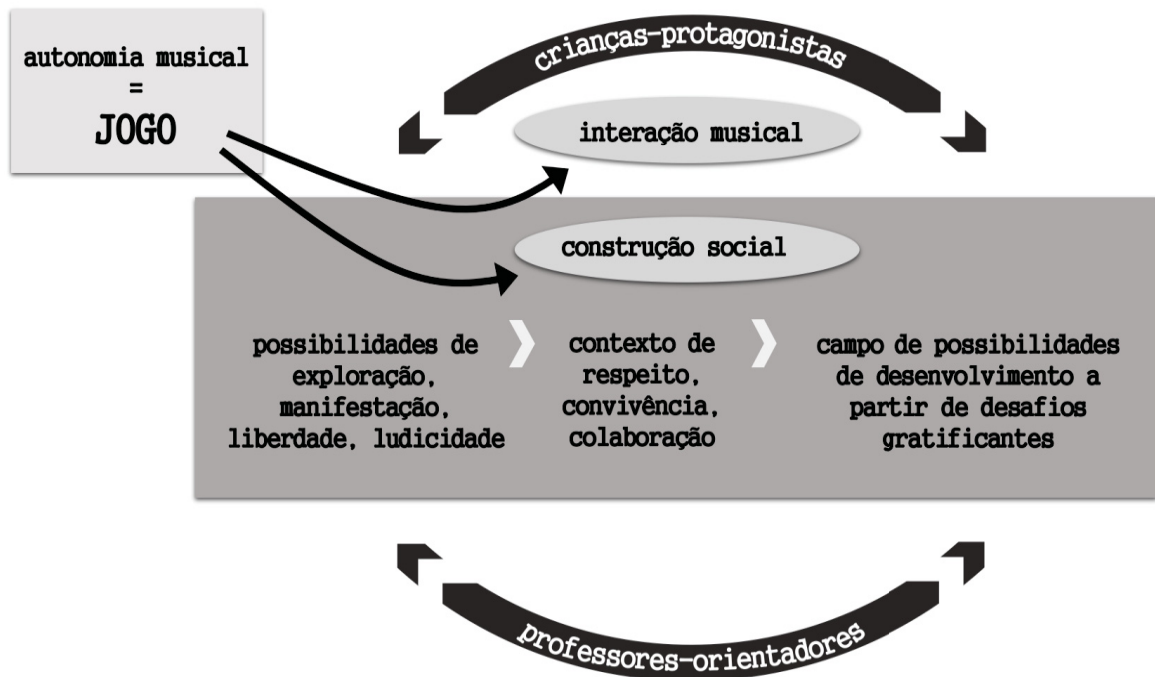 autonomia musical
=
JOGO
crianças-protagonistas
interação musical
construção social
possibilidades de
exploração,
manifestação,
liberdade, ludicidade
contexto de
respeito,
convivência,
colaboração
campo de possibilidades
de desenvolvimento a
partir de desafios
gratificantes
professores-orientadores